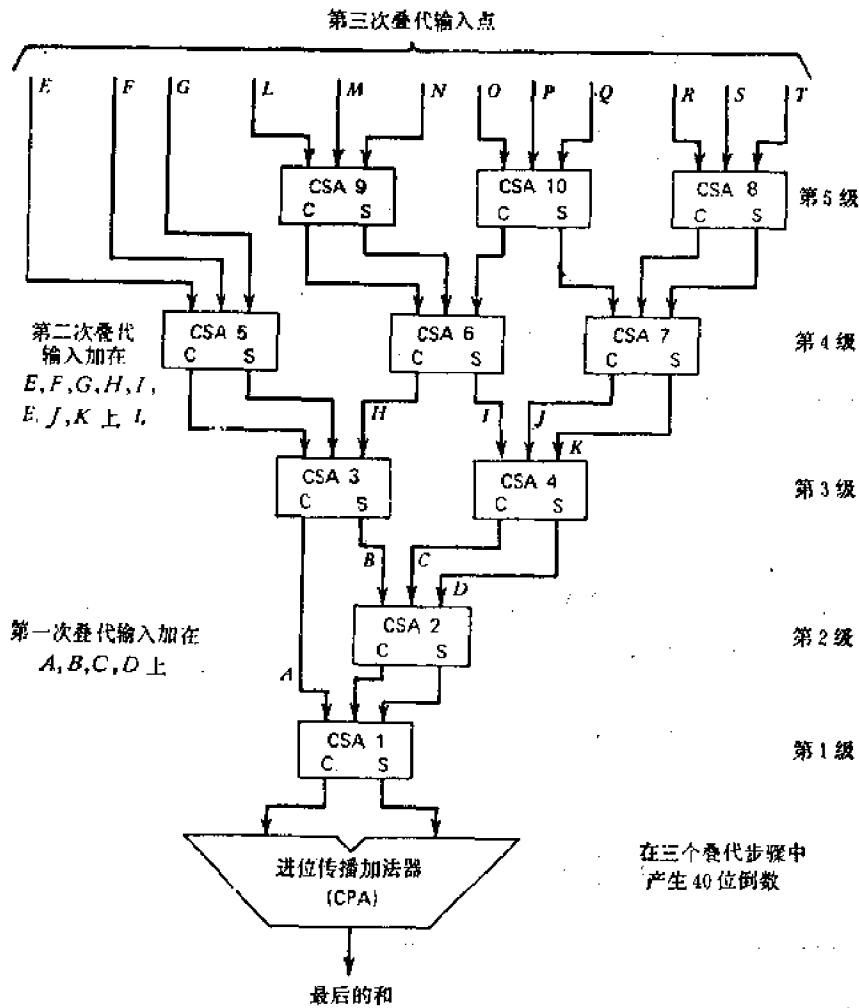 第三次叠代输入点
E F G L M N O P Q R S T
CSA 9
C S
CSA 10
C S
CSA 8
C S
第5级
第二次叠代
输入加在
E,F,G,H,I,
E, J,K 上 I,
CSA 5
C S
CSA 6
C S
CSA 7
C S
第4级
H I J K
CSA 3
C S
CSA 4
C S
第3级
B C D
第一次叠代输入加在
A,B,C,D上
CSA 2
C S
第2级
A
CSA 1
C S
第1级
进位传播加法器
(CPA)
在三个叠代步骤中
产生40位倒数
最后的和